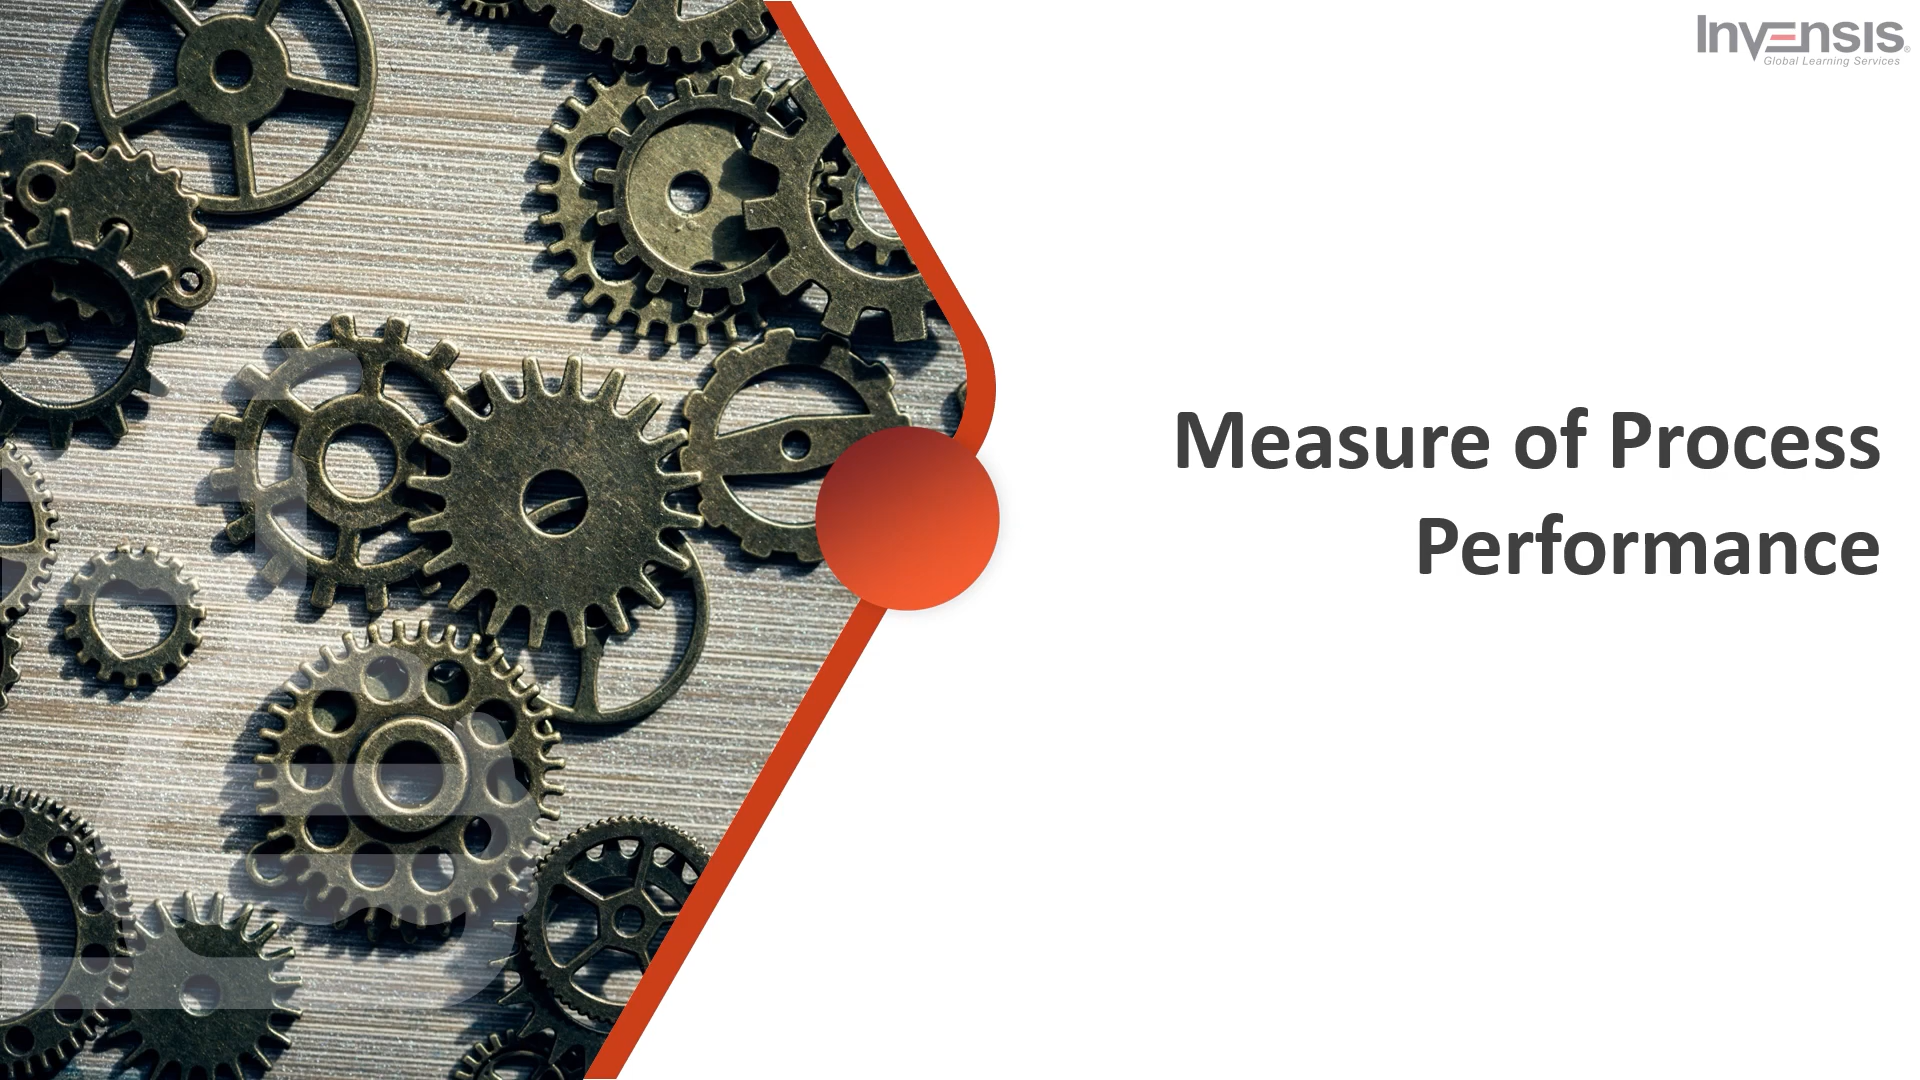 Invensis®
Global Learning Services
Measure of Process
Performance